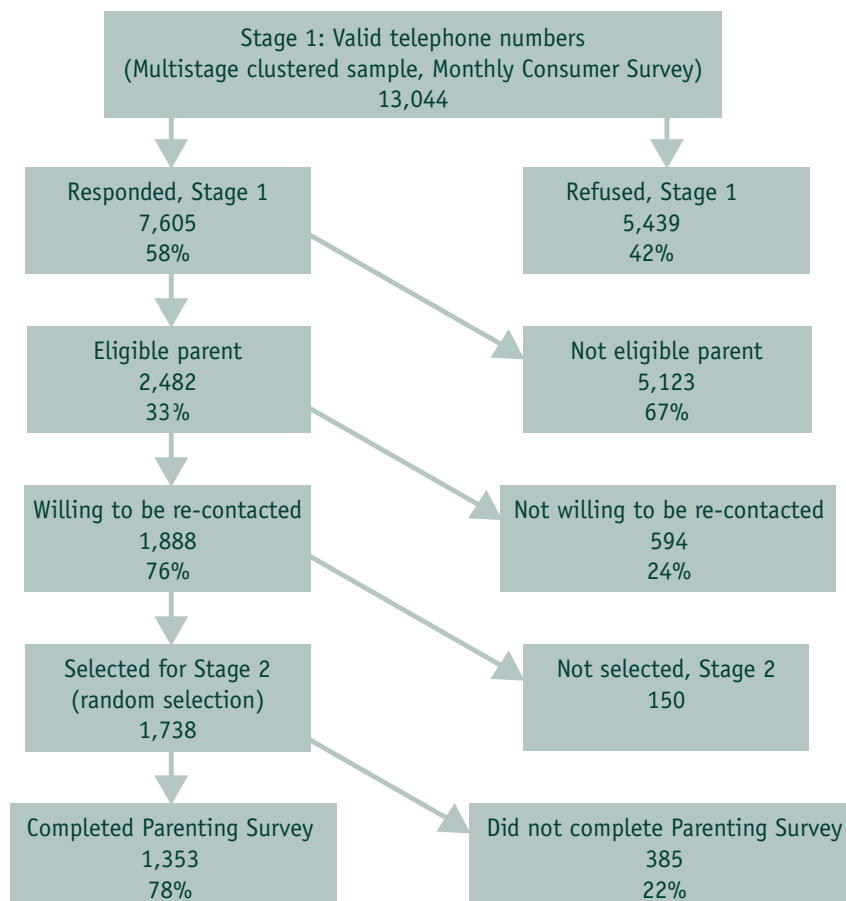 Stage 1: Valid telephone numbers
(Multistage clustered sample, Monthly Consumer Survey)
13,044
Responded, Stage 1
7,605
58%
Refused, Stage 1
5,439
42%
Eligible parent
2,482
33%
Not eligible parent
5,123
67%
Willing to be re-contacted
1,888
76%
Not willing to be re-contacted
594
24%
Selected for Stage 2
(random selection)
1,738
Not selected, Stage 2
150
Completed Parenting Survey
1,353
78%
Did not complete Parenting Survey
385
22%